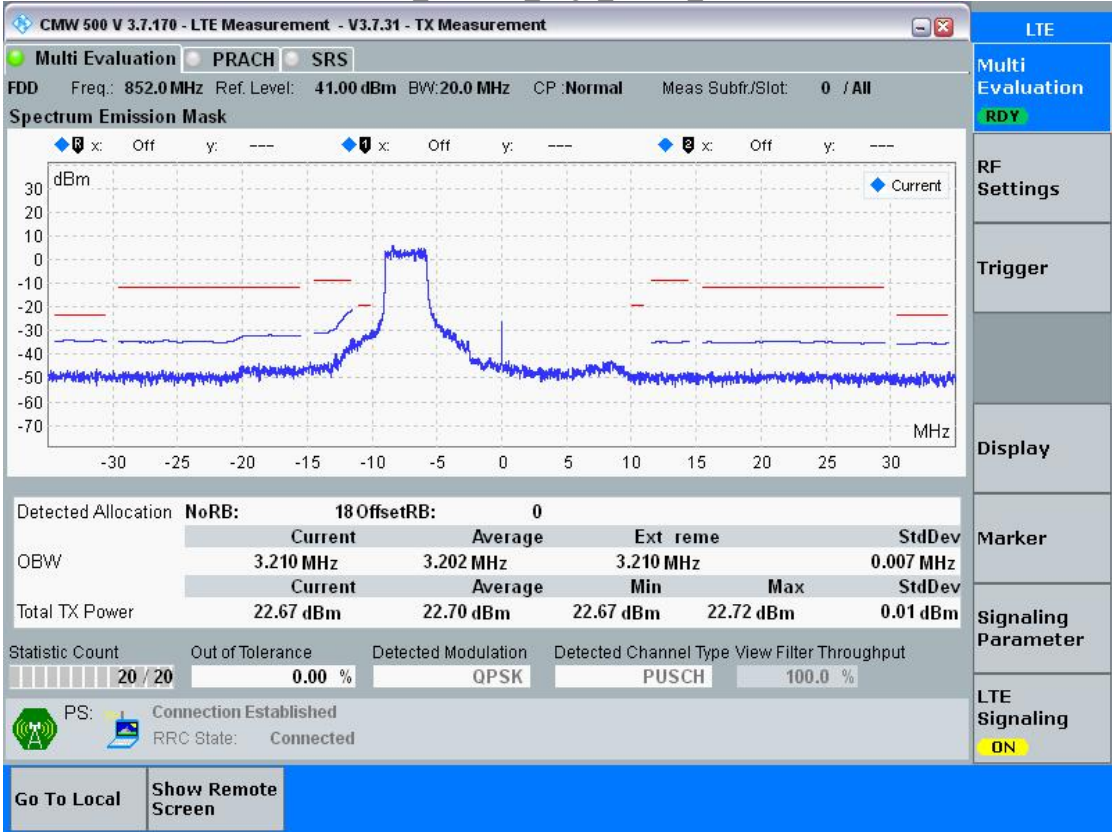 CMW 500 V 3.7.170 - LTE Measurement - V3.7.31 - TX Measurement
LTE
Multi Evaluation PRACH SRS
FDD Freq.: 852.0 MHz Ref. Level: 41.00 dBm BW:20.0 MHz CP :Normal Meas Subfr./Slot: 0 / All
Spectrum Emission Mask
R x: Off y: --- 1 x: Off y: --- 2 x: Off y: ---
dBm
Current
30
20
10
0
-10
-20
-30
-40
-50
-60
-70
MHz
-30 -25 -20 -15 -10 -5 0 5 10 15 20 25 30
Detected Allocation NoRB: 18 OffsetRB: 0
Current Average Ext reme StdDev
OBW 3.210 MHz 3.202 MHz 3.210 MHz 0.007 MHz
Current Average Min Max StdDev
Total TX Power 22.67 dBm 22.70 dBm 22.67 dBm 22.72 dBm 0.01 dBm
Statistic Count Out of Tolerance Detected Modulation Detected Channel Type View Filter Throughput
20 / 20 0.00 % QPSK PUSCH 100.0 %
PS: Connection Established
RRC State: Connected
Multi
Evaluation
RDY
RF
Settings
Trigger
Display
Marker
Signaling
Parameter
LTE
Signaling
ON
Go To Local
Show Remote
Screen